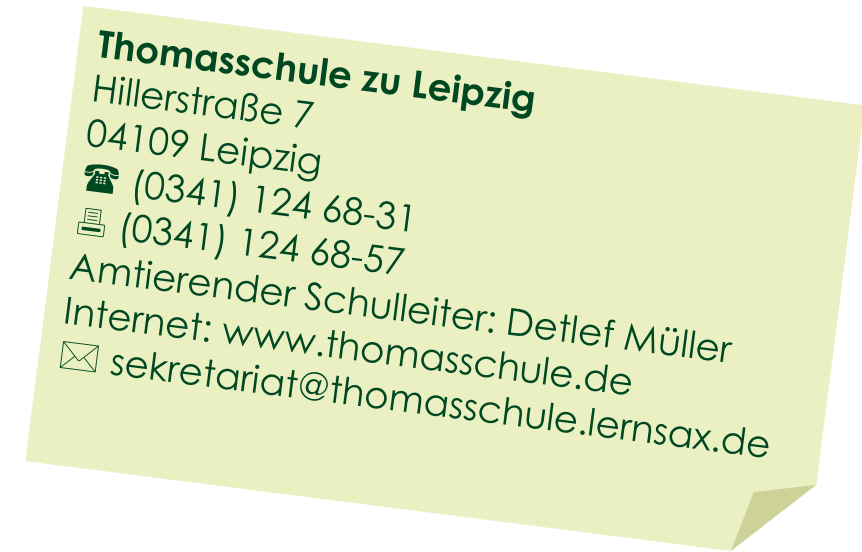 Thomasschule zu Leipzig
Hillerstraße 7
04109 Leipzig
☎ (0341) 124 68-31
(0341) 124 68-57
Amtierender Schulleiter: Detlef Müller
Internet: www.thomasschule.de
sekretariat@thomasschule.lernsax.de